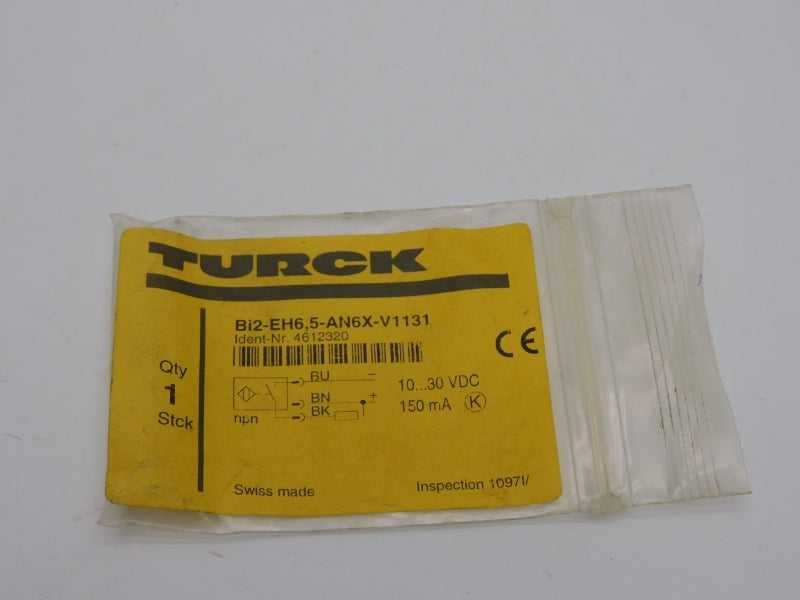 TURCK
Bi2-EH6,5-AN6X-V1131
Ident-Nr. 4612320
Qty
1
Stck
BU −
BN +
BK
npn
10...30 VDC
150 mA K
CE
Swiss made
Inspection 1097I/